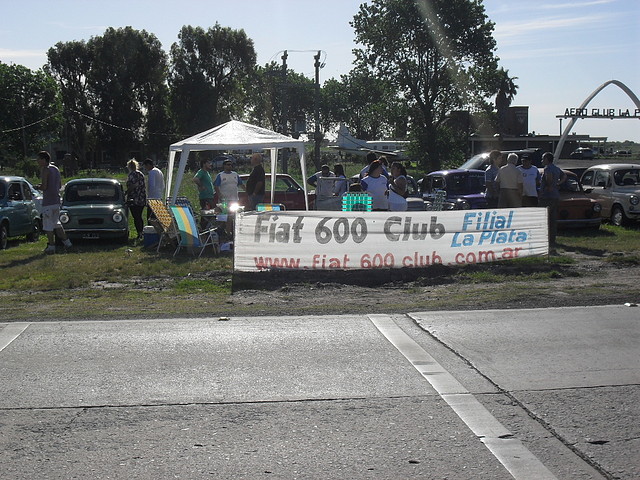 AERO CLUB LA P
Fiat 600 Club Filial
La Plata
www.fiat 600 club.com.ar